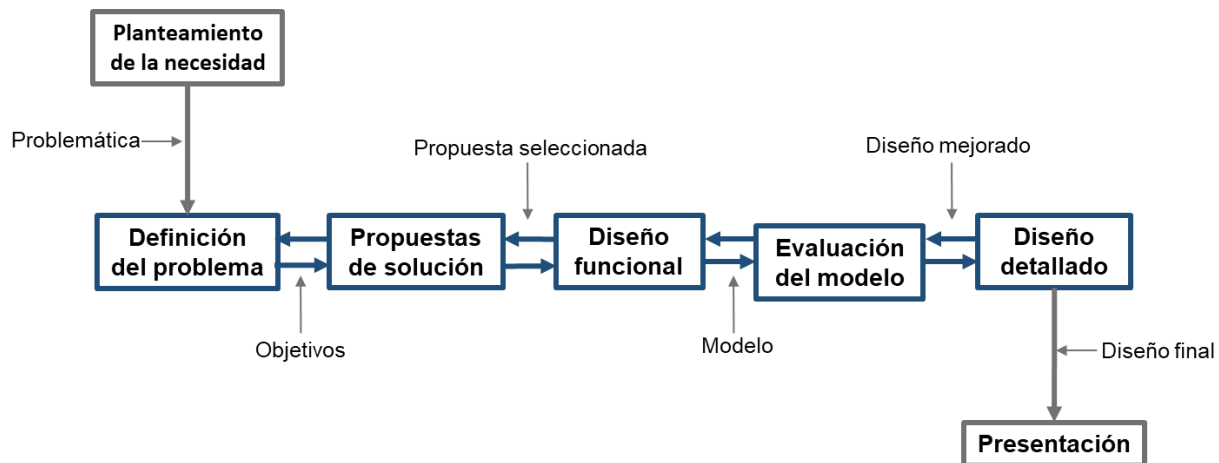 Planteamiento
de la necesidad
Problemática
Propuesta seleccionada
Diseño mejorado
Definición
del problema
Propuestas
de solución
Diseño
funcional
Evaluación
del modelo
Diseño
detallado
Objetivos
Modelo
Diseño final
Presentación